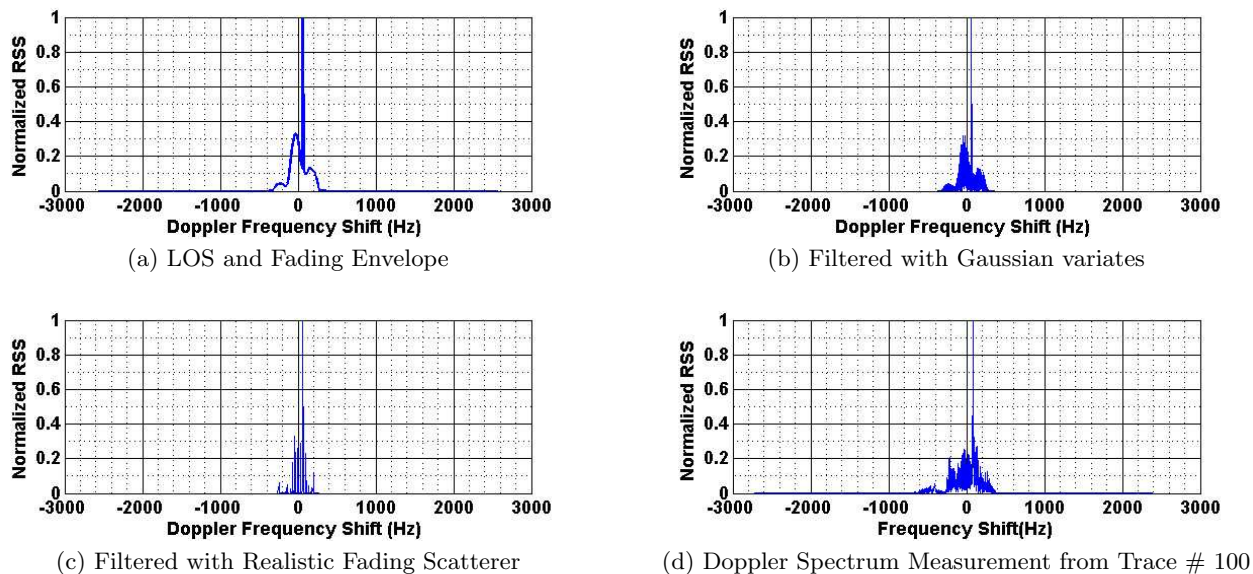 1
0.8
0.6
0.4
0.2
0
Normalized RSS
-3000 -2000 -1000 0 1000 2000 3000
Doppler Frequency Shift (Hz)
(a) LOS and Fading Envelope
1
0.8
0.6
0.4
0.2
0
Normalized RSS
-3000 -2000 -1000 0 1000 2000 3000
Doppler Frequency Shift (Hz)
(b) Filtered with Gaussian variates
1
0.8
0.6
0.4
0.2
0
Normalized RSS
-3000 -2000 -1000 0 1000 2000 3000
Doppler Frequency Shift (Hz)
(c) Filtered with Realistic Fading Scatterer
1
0.8
0.6
0.4
0.2
0
Normalized RSS
-3000 -2000 -1000 0 1000 2000 3000
Frequency Shift(Hz)
(d) Doppler Spectrum Measurement from Trace # 100